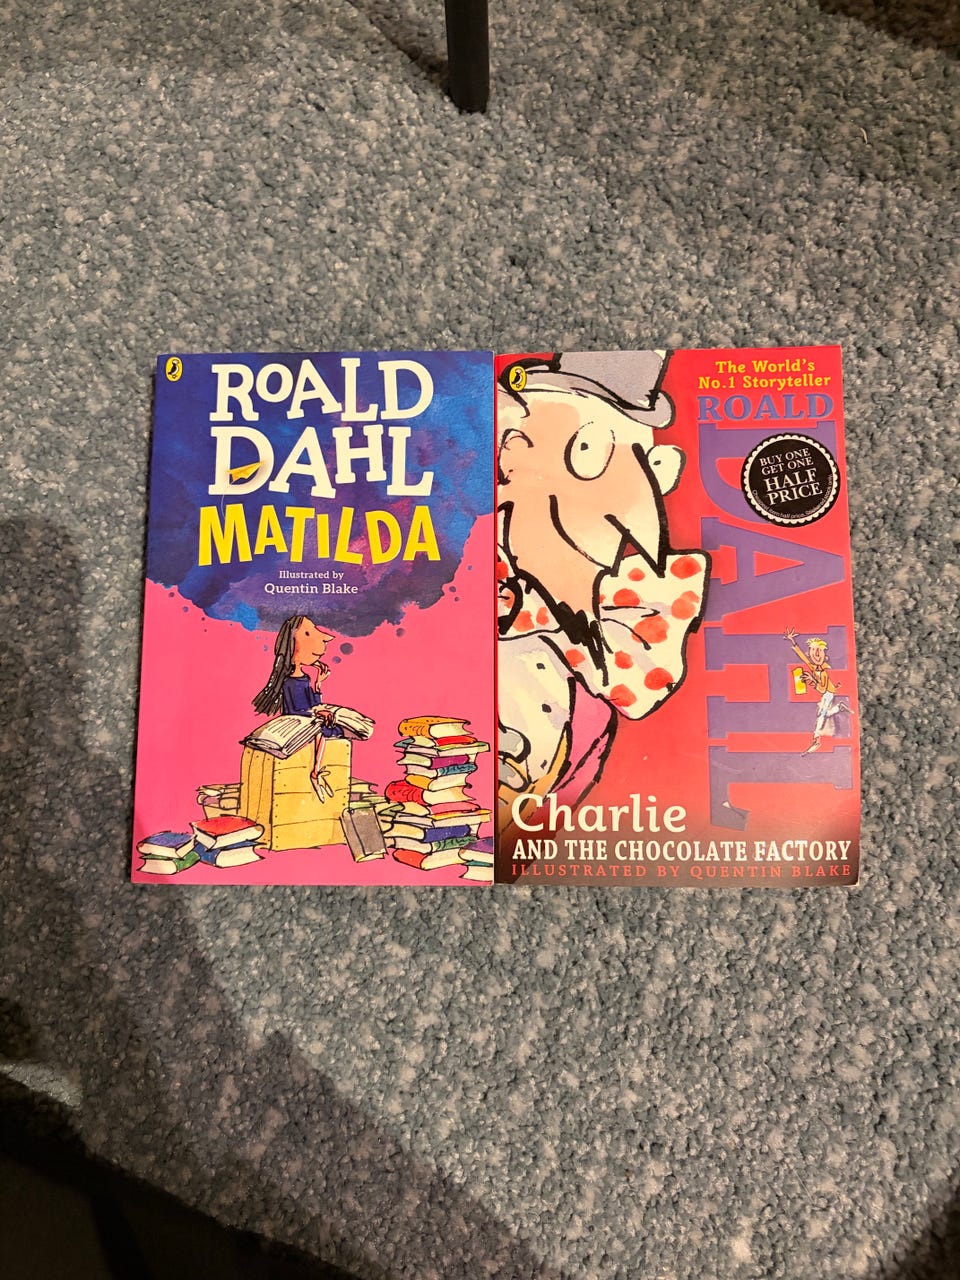 ROALD
DAHL
MATILDA
Illustrated by
Quentin Blake
The World's
No.1 Storyteller
ROALD
DAHL
BUY ONE
GET ONE
HALF
PRICE
Charlie
AND THE CHOCOLATE FACTORY
ILLUSTRATED BY QUENTIN BLAKE